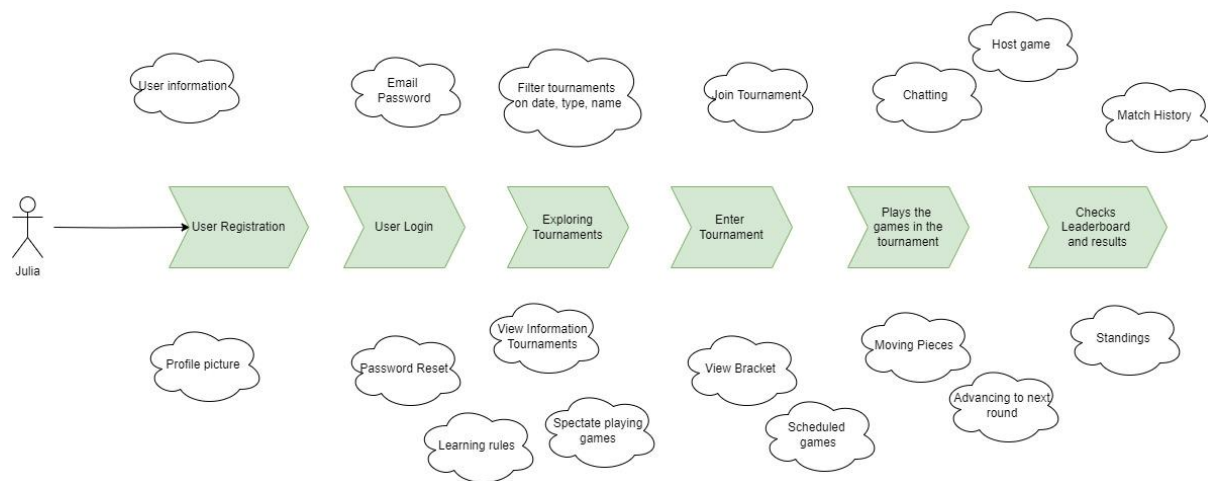 User information
Email
Password
Filter tournaments
on date, type, name
Join Tournament
Chatting
Host game
Match History
Julia
User Registration
User Login
Exploring
Tournaments
Enter
Tournament
Plays the
games in the
tournament
Checks
Leaderboard
and results
Profile picture
Password Reset
Learning rules
View Information
Tournaments
Spectate playing
games
View Bracket
Scheduled
games
Moving Pieces
Advancing to next
round
Standings